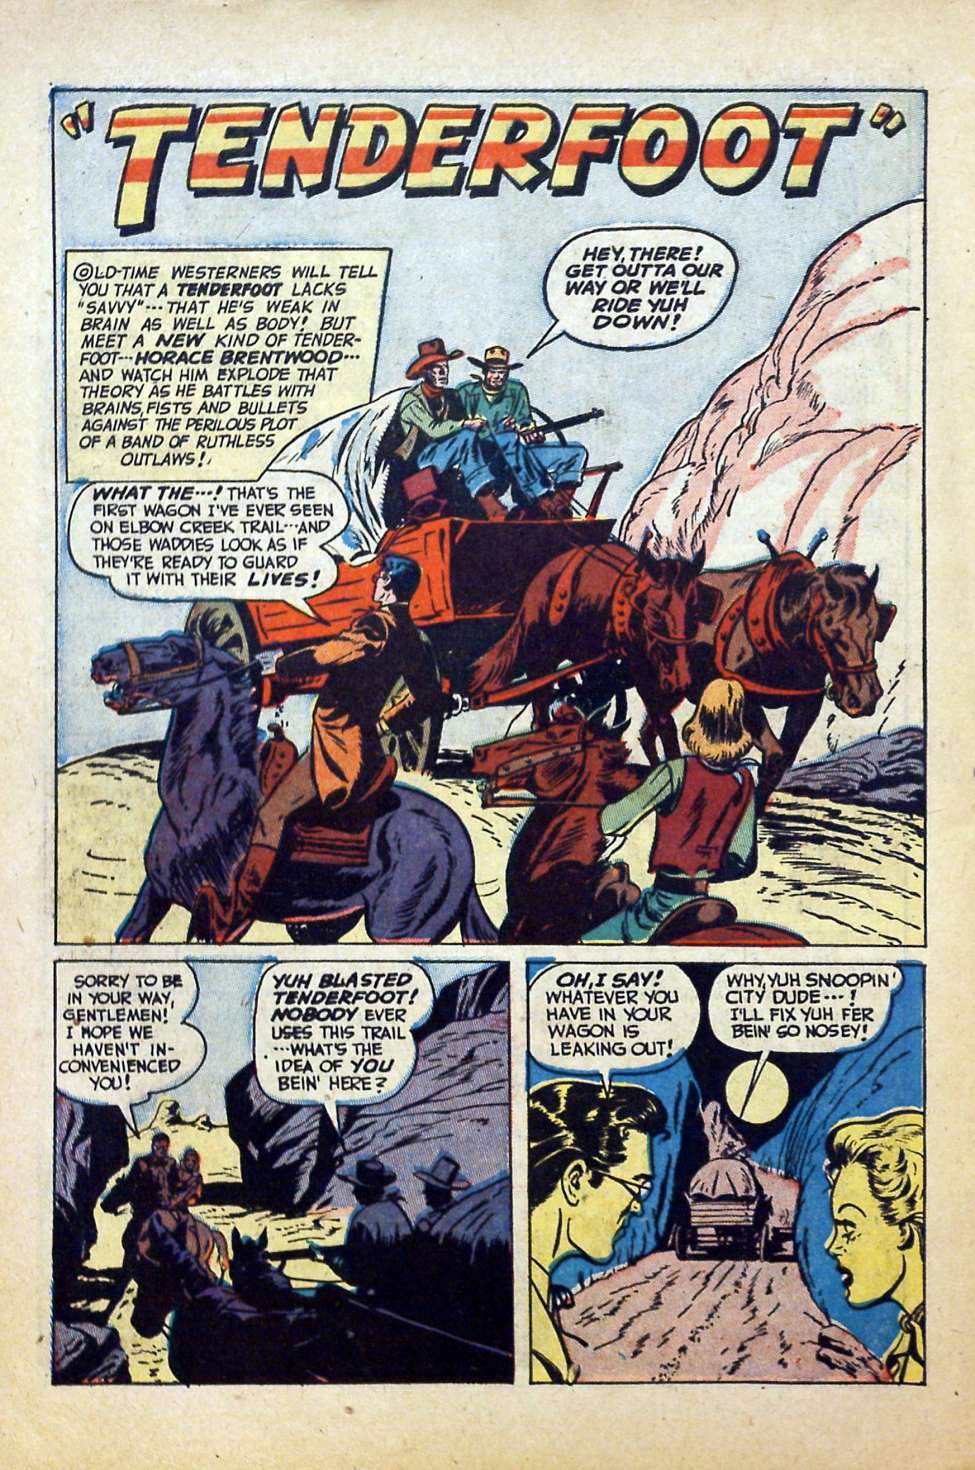 "TENDERFOOT"
OLD-TIME WESTERNERS WILL TELL
YOU THAT A TENDERFOOT LACKS
"SAVVY"--- THAT HE'S WEAK IN
BRAIN AS WELL AS BODY! BUT
MEET A NEW KIND OF TENDER-
FOOT--- HORACE BRENTWOOD---
AND WATCH HIM EXPLODE THAT
THEORY AS HE BATTLES WITH
BRAINS, FISTS AND BULLETS
AGAINST THE PERILOUS PLOT
OF A BAND OF RUTHLESS
OUTLAWS!
HEY, THERE!
GET OUTTA OUR
WAY OR WE'LL
RIDE YUH
DOWN!
WHAT THE---! THAT'S THE
FIRST WAGON I'VE EVER SEEN
ON ELBOW CREEK TRAIL---AND
THOSE WADDIES LOOK AS IF
THEY'RE READY TO GUARD
IT WITH THEIR LIVES!
SORRY TO BE
IN YOUR WAY,
GENTLEMEN!
I HOPE WE
HAVEN'T IN-
CONVENIENCED
YOU!
YUH BLASTED
TENDERFOOT!
NOBODY EVER
USES THIS TRAIL
---WHAT'S THE
IDEA OF YOU
BEIN' HERE?
OH, I SAY!
WHATEVER YOU
HAVE IN YOUR
WAGON IS
LEAKING OUT!
WHY, YUH SNOOPIN'
CITY DUDE---!
I'LL FIX YUH FER
BEIN' SO NOSEY!